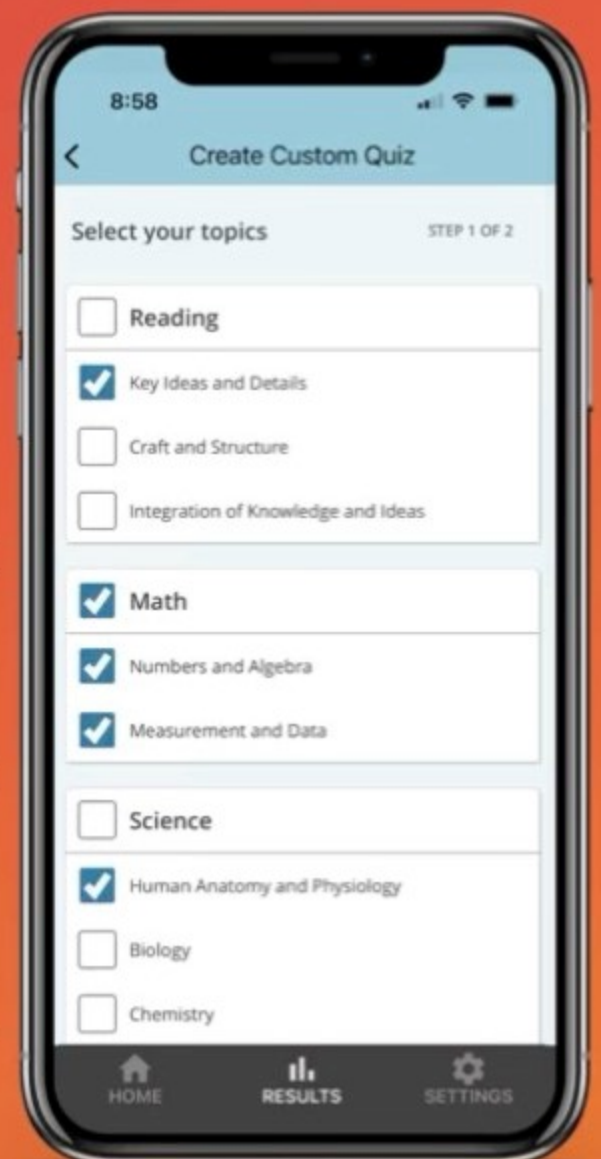 8:58
Create Custom Quiz
Select your topics STEP 1 OF 2
Reading
Key Ideas and Details
Craft and Structure
Integration of Knowledge and Ideas
Math
Numbers and Algebra
Measurement and Data
Science
Human Anatomy and Physiology
Biology
Chemistry
HOME RESULTS SETTINGS